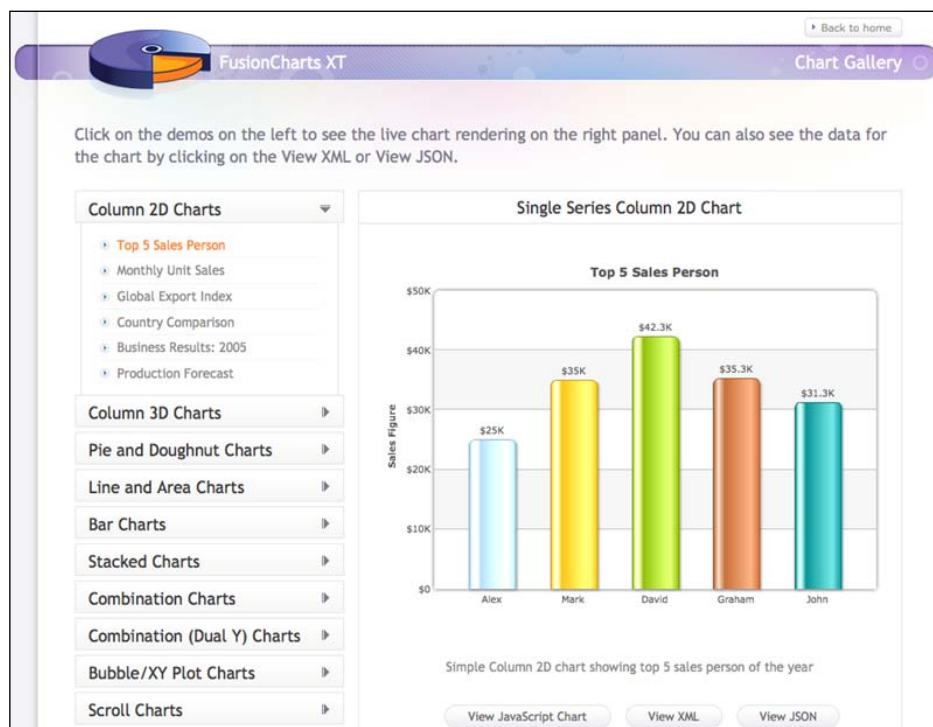 Back to home
FusionCharts XT
Chart Gallery
Click on the demos on the left to see the live chart rendering on the right panel. You can also see the data for
the chart by clicking on the View XML or View JSON.
Column 2D Charts
Top 5 Sales Person
Monthly Unit Sales
Global Export Index
Country Comparison
Business Results: 2005
Production Forecast
Column 3D Charts
Pie and Doughnut Charts
Line and Area Charts
Bar Charts
Stacked Charts
Combination Charts
Combination (Dual Y) Charts
Bubble/XY Plot Charts
Scroll Charts
Single Series Column 2D Chart
Top 5 Sales Person
Sales Figure
$50K
$40K
$30K
$20K
$10K
$0
$25K
$35K
$42.3K
$35.3K
$31.3K
Alex Mark David Graham John
Simple Column 2D chart showing top 5 sales person of the year
View JavaScript Chart View XML View JSON